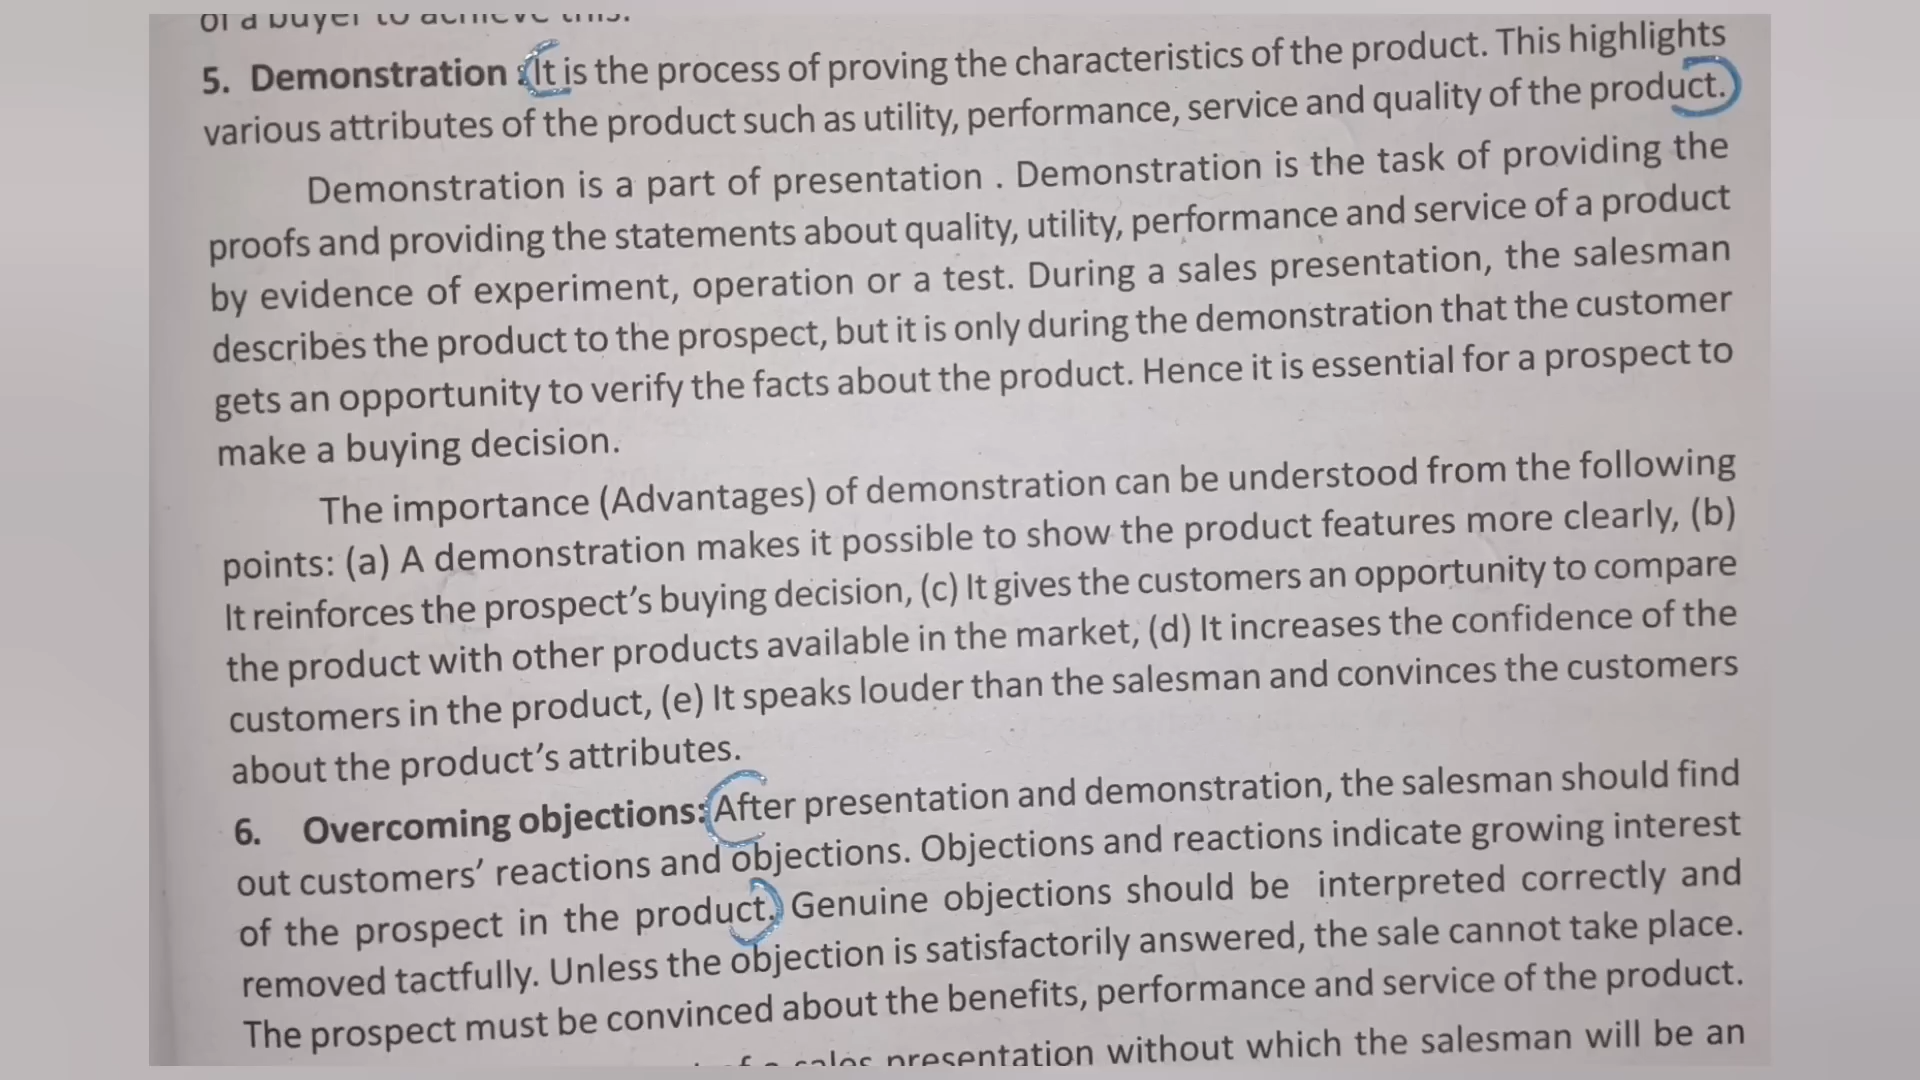 of a buyer to achieve this.
5. Demonstration : It is the process of proving the characteristics of the product. This highlights
various attributes of the product such as utility, performance, service and quality of the product.
Demonstration is a part of presentation . Demonstration is the task of providing the
proofs and providing the statements about quality, utility, performance and service of a product
by evidence of experiment, operation or a test. During a sales presentation, the salesman
describes the product to the prospect, but it is only during the demonstration that the customer
gets an opportunity to verify the facts about the product. Hence it is essential for a prospect to
make a buying decision.
The importance (Advantages) of demonstration can be understood from the following
points: (a) A demonstration makes it possible to show the product features more clearly, (b)
It reinforces the prospect's buying decision, (c) It gives the customers an opportunity to compare
the product with other products available in the market, (d) It increases the confidence of the
customers in the product, (e) It speaks louder than the salesman and convinces the customers
about the product's attributes.
6. Overcoming objections: After presentation and demonstration, the salesman should find
out customers' reactions and objections. Objections and reactions indicate growing interest
of the prospect in the product. Genuine objections should be interpreted correctly and
removed tactfully. Unless the objection is satisfactorily answered, the sale cannot take place.
The prospect must be convinced about the benefits, performance and service of the product.
of a sales presentation without which the salesman will be an